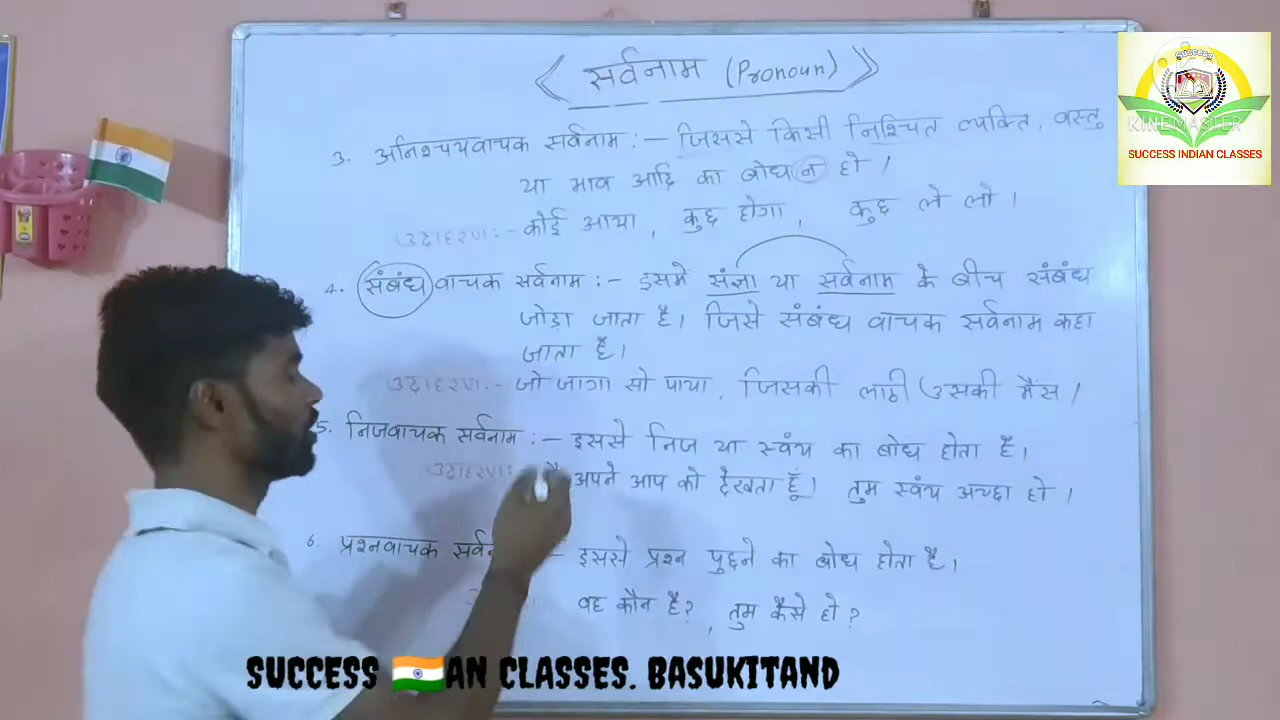 सर्वनाम (Pronoun)
3. अनिश्चयवाचक सर्वनाम :- जिससे किसी निश्चित व्यक्ति, वस्तु
या भाव आदि का बोध न हो।
उदाहरण:- कोई आया, कुछ होगा, कुछ ले लो।
4. संबंध वाचक सर्वनाम :- इसमे संज्ञा या सर्वनाम के बीच संबंध
जोड़ा जाता है। जिसे संबंध वाचक सर्वनाम कहा
जाता है।
उदाहरण:- जो जागा सो पाया, जिसकी लाठी उसकी भैंस।
5. निजवाचक सर्वनाम :- इससे निज या स्वंय का बोध होता है।
उदाहरण:- अपने आप को देखता हूँ। तुम स्वंय अच्छा हो।
6. प्रश्नवाचक :- इससे प्रश्न पुछने का बोध होता है।
वह कौन है?, तुम कैसे हो?
Success
KINEMASTER
SUCCESS INDIAN CLASSES
SUCCESS 🇮🇳AN CLASSES. BASUKITAND